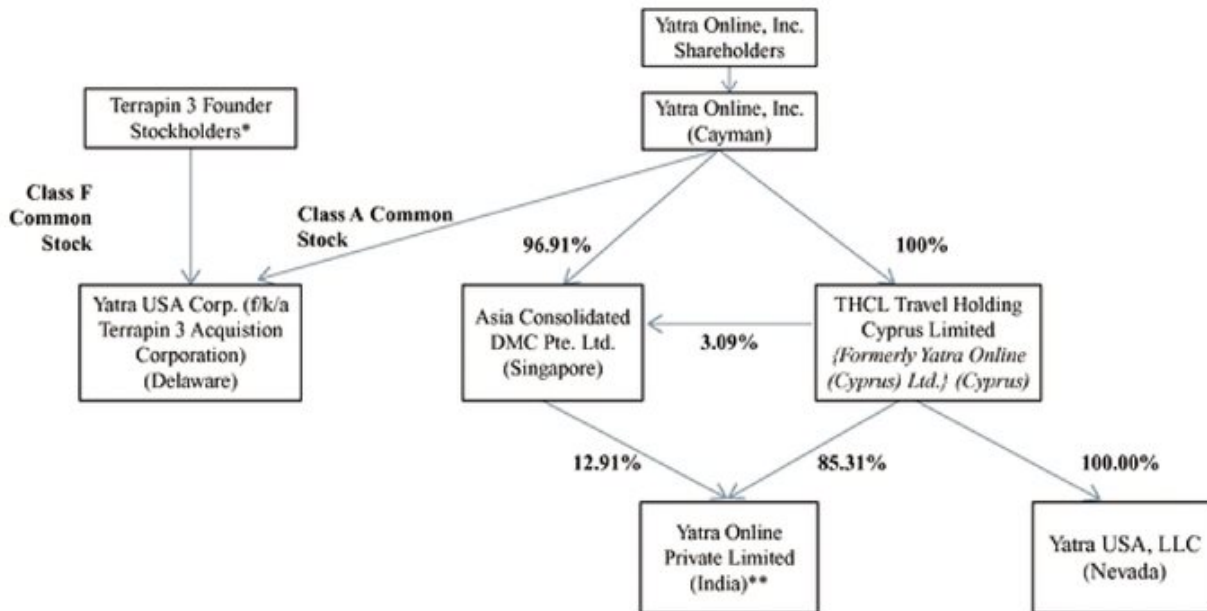 Yatra Online, Inc.
Shareholders
Terrapin 3 Founder
Stockholders*
Yatra Online, Inc.
(Cayman)
Class F
Common
Stock
Class A Common
Stock
96.91%
100%
Yatra USA Corp. (f/k/a
Terrapin 3 Acquistion
Corporation)
(Delaware)
Asia Consolidated
DMC Pte. Ltd.
(Singapore)
3.09%
THCL Travel Holding
Cyprus Limited
{Formerly Yatra Online
(Cyprus) Ltd.} (Cyprus)
12.91%
85.31%
100.00%
Yatra Online
Private Limited
(India)**
Yatra USA, LLC
(Nevada)